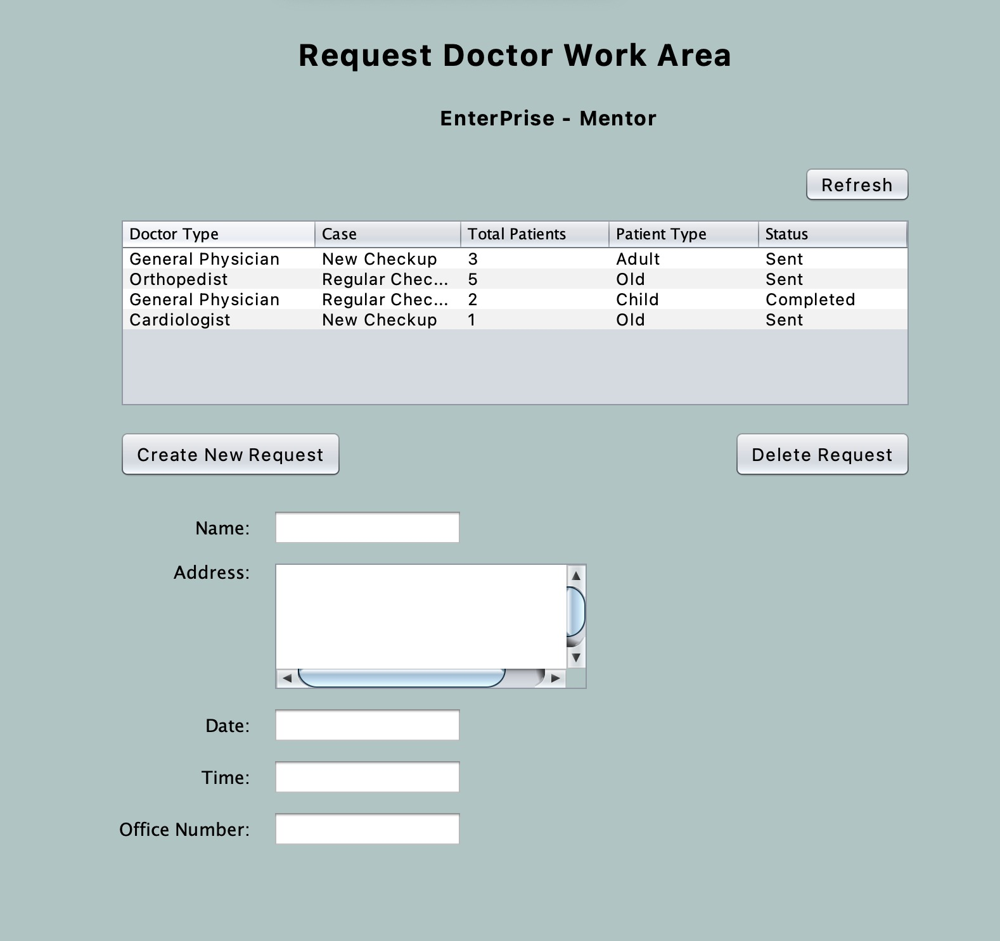 Request Doctor Work Area
EnterPrise - Mentor
Refresh
Doctor Type Case Total Patients Patient Type Status
General Physician New Checkup 3 Adult Sent
Orthopedist Regular Chec... 5 Old Sent
General Physician Regular Chec... 2 Child Completed
Cardiologist New Checkup 1 Old Sent
Create New Request Delete Request
Name:
Address:
Date:
Time:
Office Number: